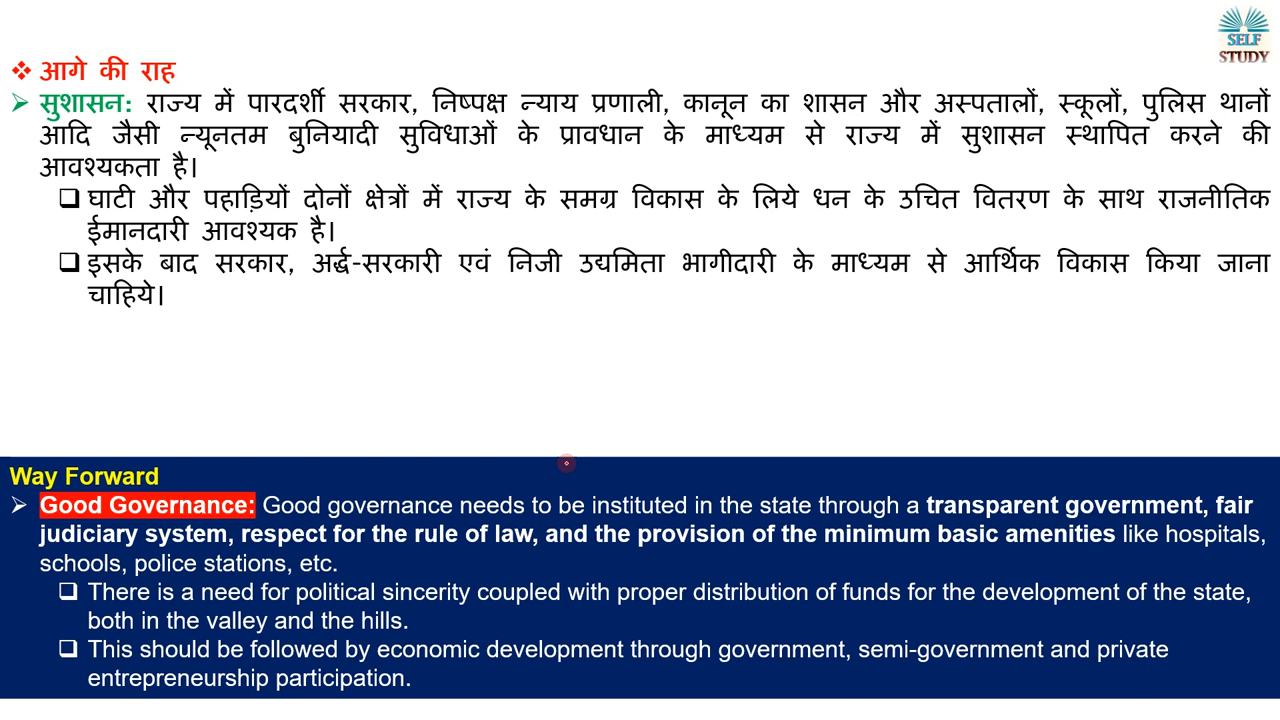 SELF
STUDY
❖ आगे की राह
➢ सुशासन: राज्य में पारदर्शी सरकार, निष्पक्ष न्याय प्रणाली, कानून का शासन और अस्पतालों, स्कूलों, पुलिस थानों
आदि जैसी न्यूनतम बुनियादी सुविधाओं के प्रावधान के माध्यम से राज्य में सुशासन स्थापित करने की
आवश्यकता है।
❑ घाटी और पहाड़ियों दोनों क्षेत्रों में राज्य के समग्र विकास के लिये धन के उचित वितरण के साथ राजनीतिक
ईमानदारी आवश्यक है।
❑ इसके बाद सरकार, अर्द्ध-सरकारी एवं निजी उद्यमिता भागीदारी के माध्यम से आर्थिक विकास किया जाना
चाहिये।
Way Forward
➢ Good Governance: Good governance needs to be instituted in the state through a transparent government, fair
judiciary system, respect for the rule of law, and the provision of the minimum basic amenities like hospitals,
schools, police stations, etc.
❑ There is a need for political sincerity coupled with proper distribution of funds for the development of the state,
both in the valley and the hills.
❑ This should be followed by economic development through government, semi-government and private
entrepreneurship participation.